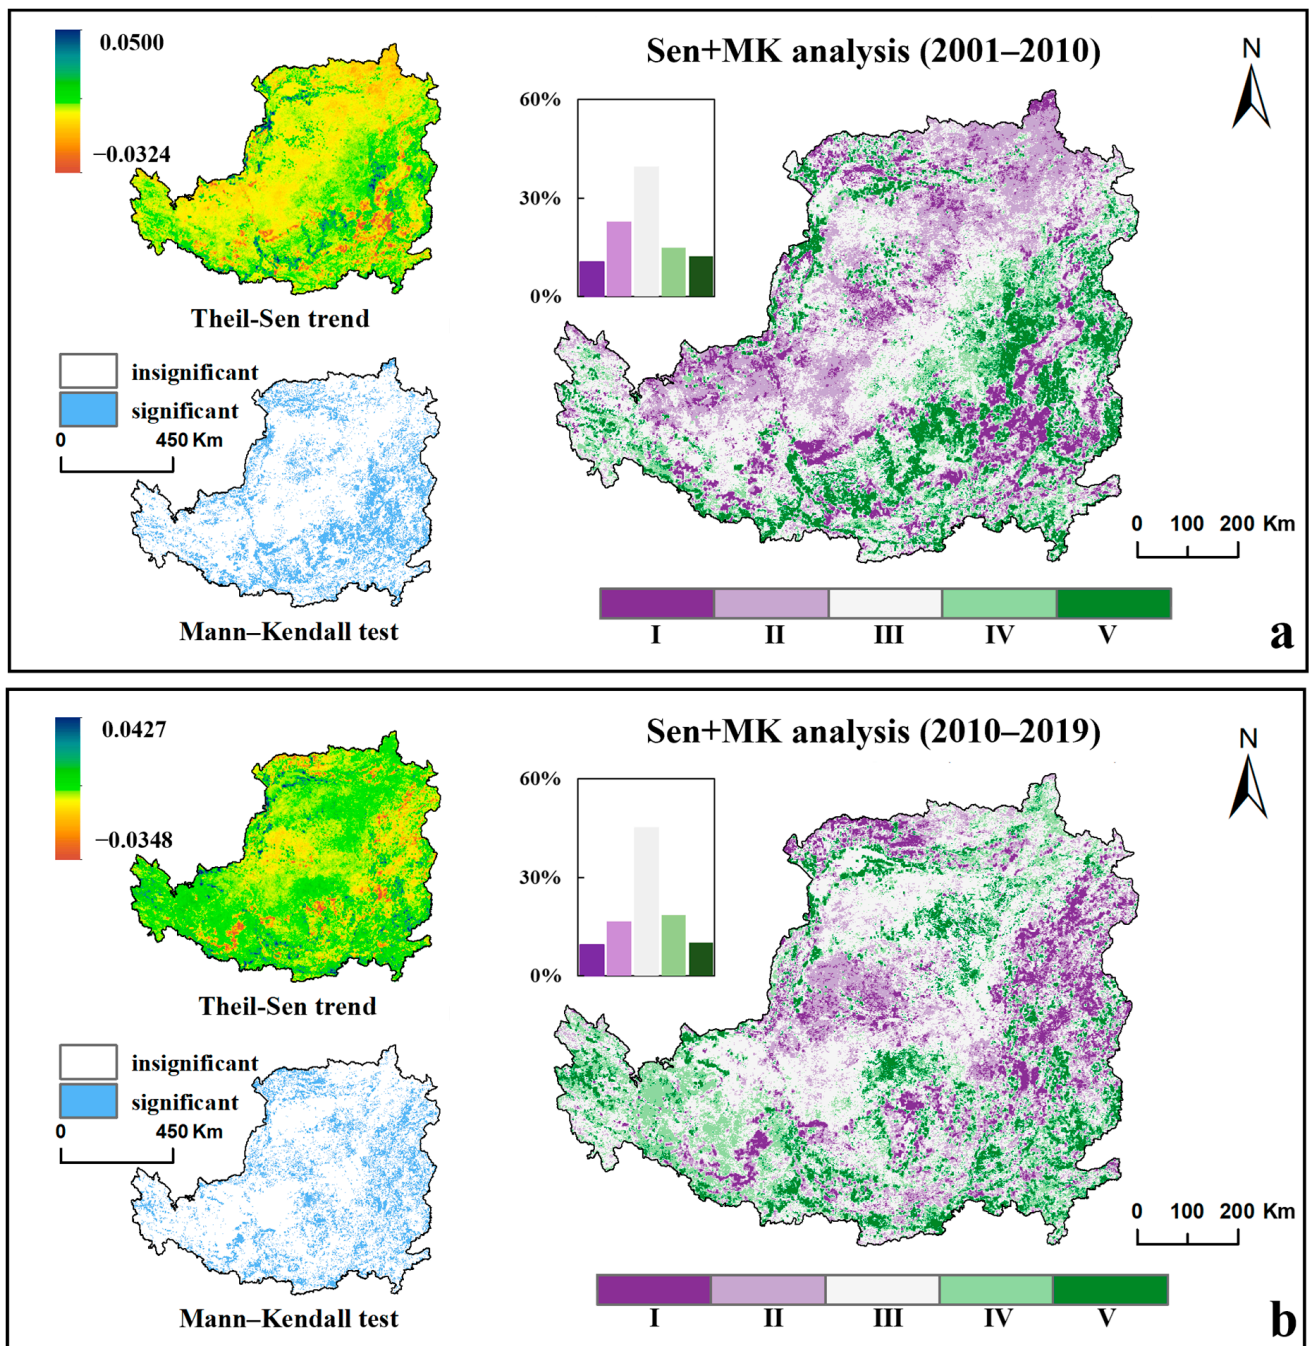 0.0500
−0.0324
Theil-Sen trend
insignificant
significant
0 450 Km
Mann–Kendall test
Sen+MK analysis (2001–2010)
N
60%
30%
0%
0 100 200 Km
I II III IV V
a
0.0427
−0.0348
Theil-Sen trend
insignificant
significant
0 450 Km
Mann–Kendall test
Sen+MK analysis (2010–2019)
N
60%
30%
0%
0 100 200 Km
I II III IV V
b